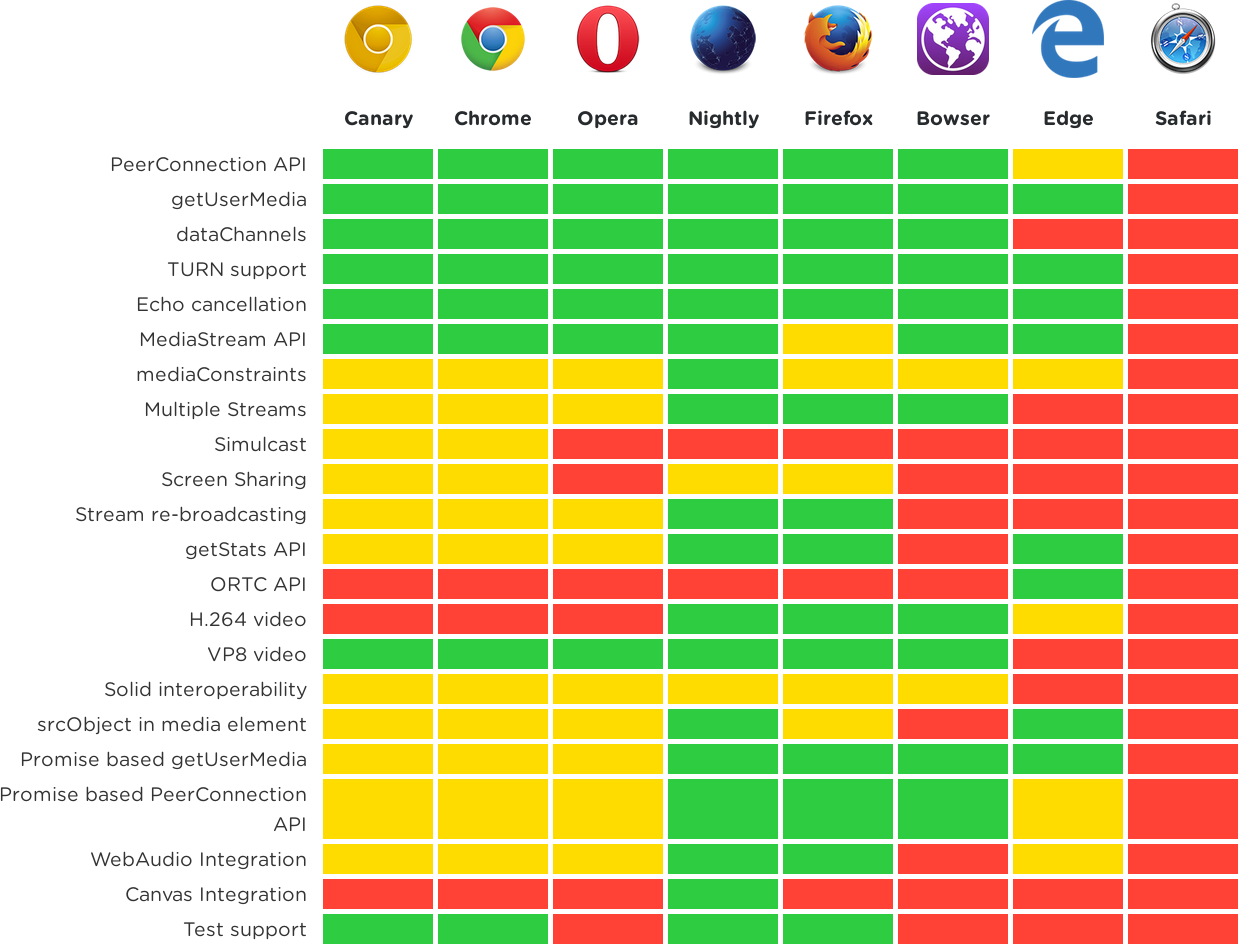 Canary Chrome Opera Nightly Firefox Bowser Edge Safari
PeerConnection API
getUserMedia
dataChannels
TURN support
Echo cancellation
MediaStream API
mediaConstraints
Multiple Streams
Simulcast
Screen Sharing
Stream re-broadcasting
getStats API
ORTC API
H.264 video
VP8 video
Solid interoperability
srcObject in media element
Promise based getUserMedia
Promise based PeerConnection
API
WebAudio Integration
Canvas Integration
Test support